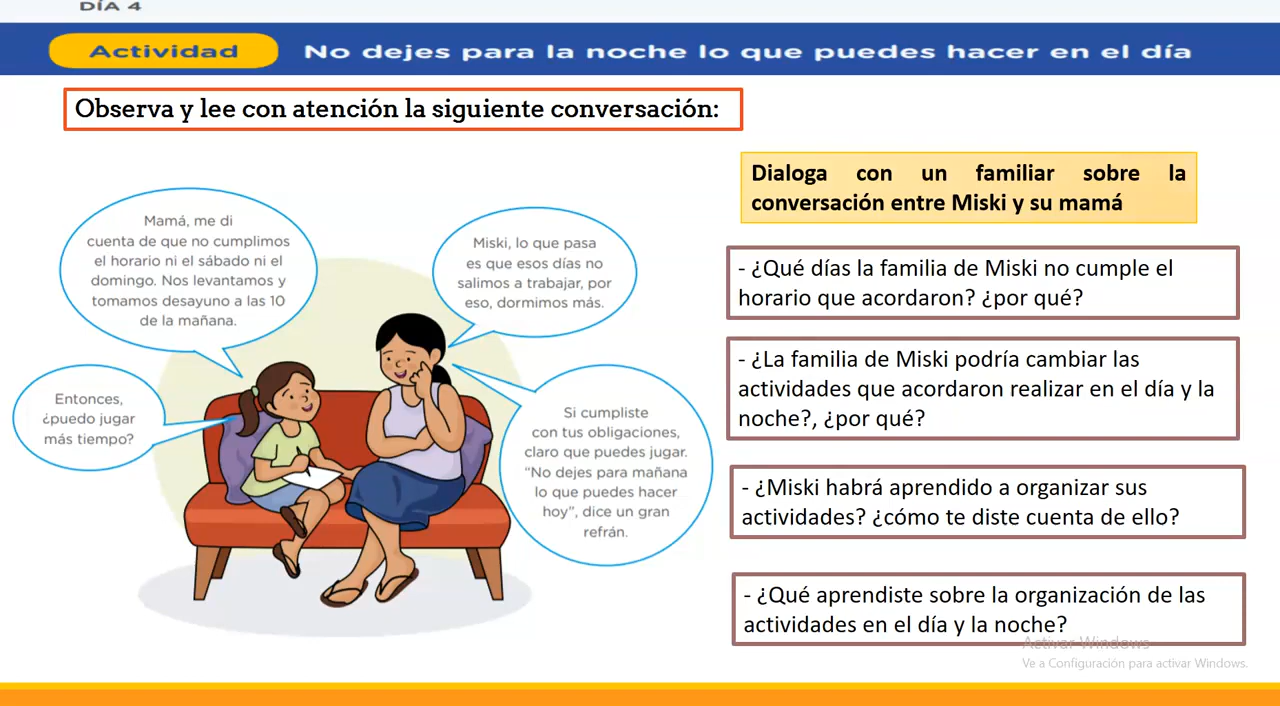 DÍA 4
Actividad
No dejes para la noche lo que puedes hacer en el día
Observa y lee con atención la siguiente conversación:
Mamá, me di
cuenta de que no cumplimos
el horario ni el sábado ni el
domingo. Nos levantamos y
tomamos desayuno a las 10
de la mañana.
Miski, lo que pasa
es que esos días no
salimos a trabajar, por
eso, dormimos más.
Entonces,
¿puedo jugar
más tiempo?
Si cumpliste
con tus obligaciones,
claro que puedes jugar.
“No dejes para mañana
lo que puedes hacer
hoy”, dice un gran
refrán.
Dialoga con un familiar sobre la
conversación entre Miski y su mamá
- ¿Qué días la familia de Miski no cumple el
horario que acordaron? ¿por qué?
- ¿La familia de Miski podría cambiar las
actividades que acordaron realizar en el día y la
noche?, ¿por qué?
- ¿Miski habrá aprendido a organizar sus
actividades? ¿cómo te diste cuenta de ello?
- ¿Qué aprendiste sobre la organización de las
actividades en el día y la noche?
Activar Windows
Ve a Configuración para activar Windows.